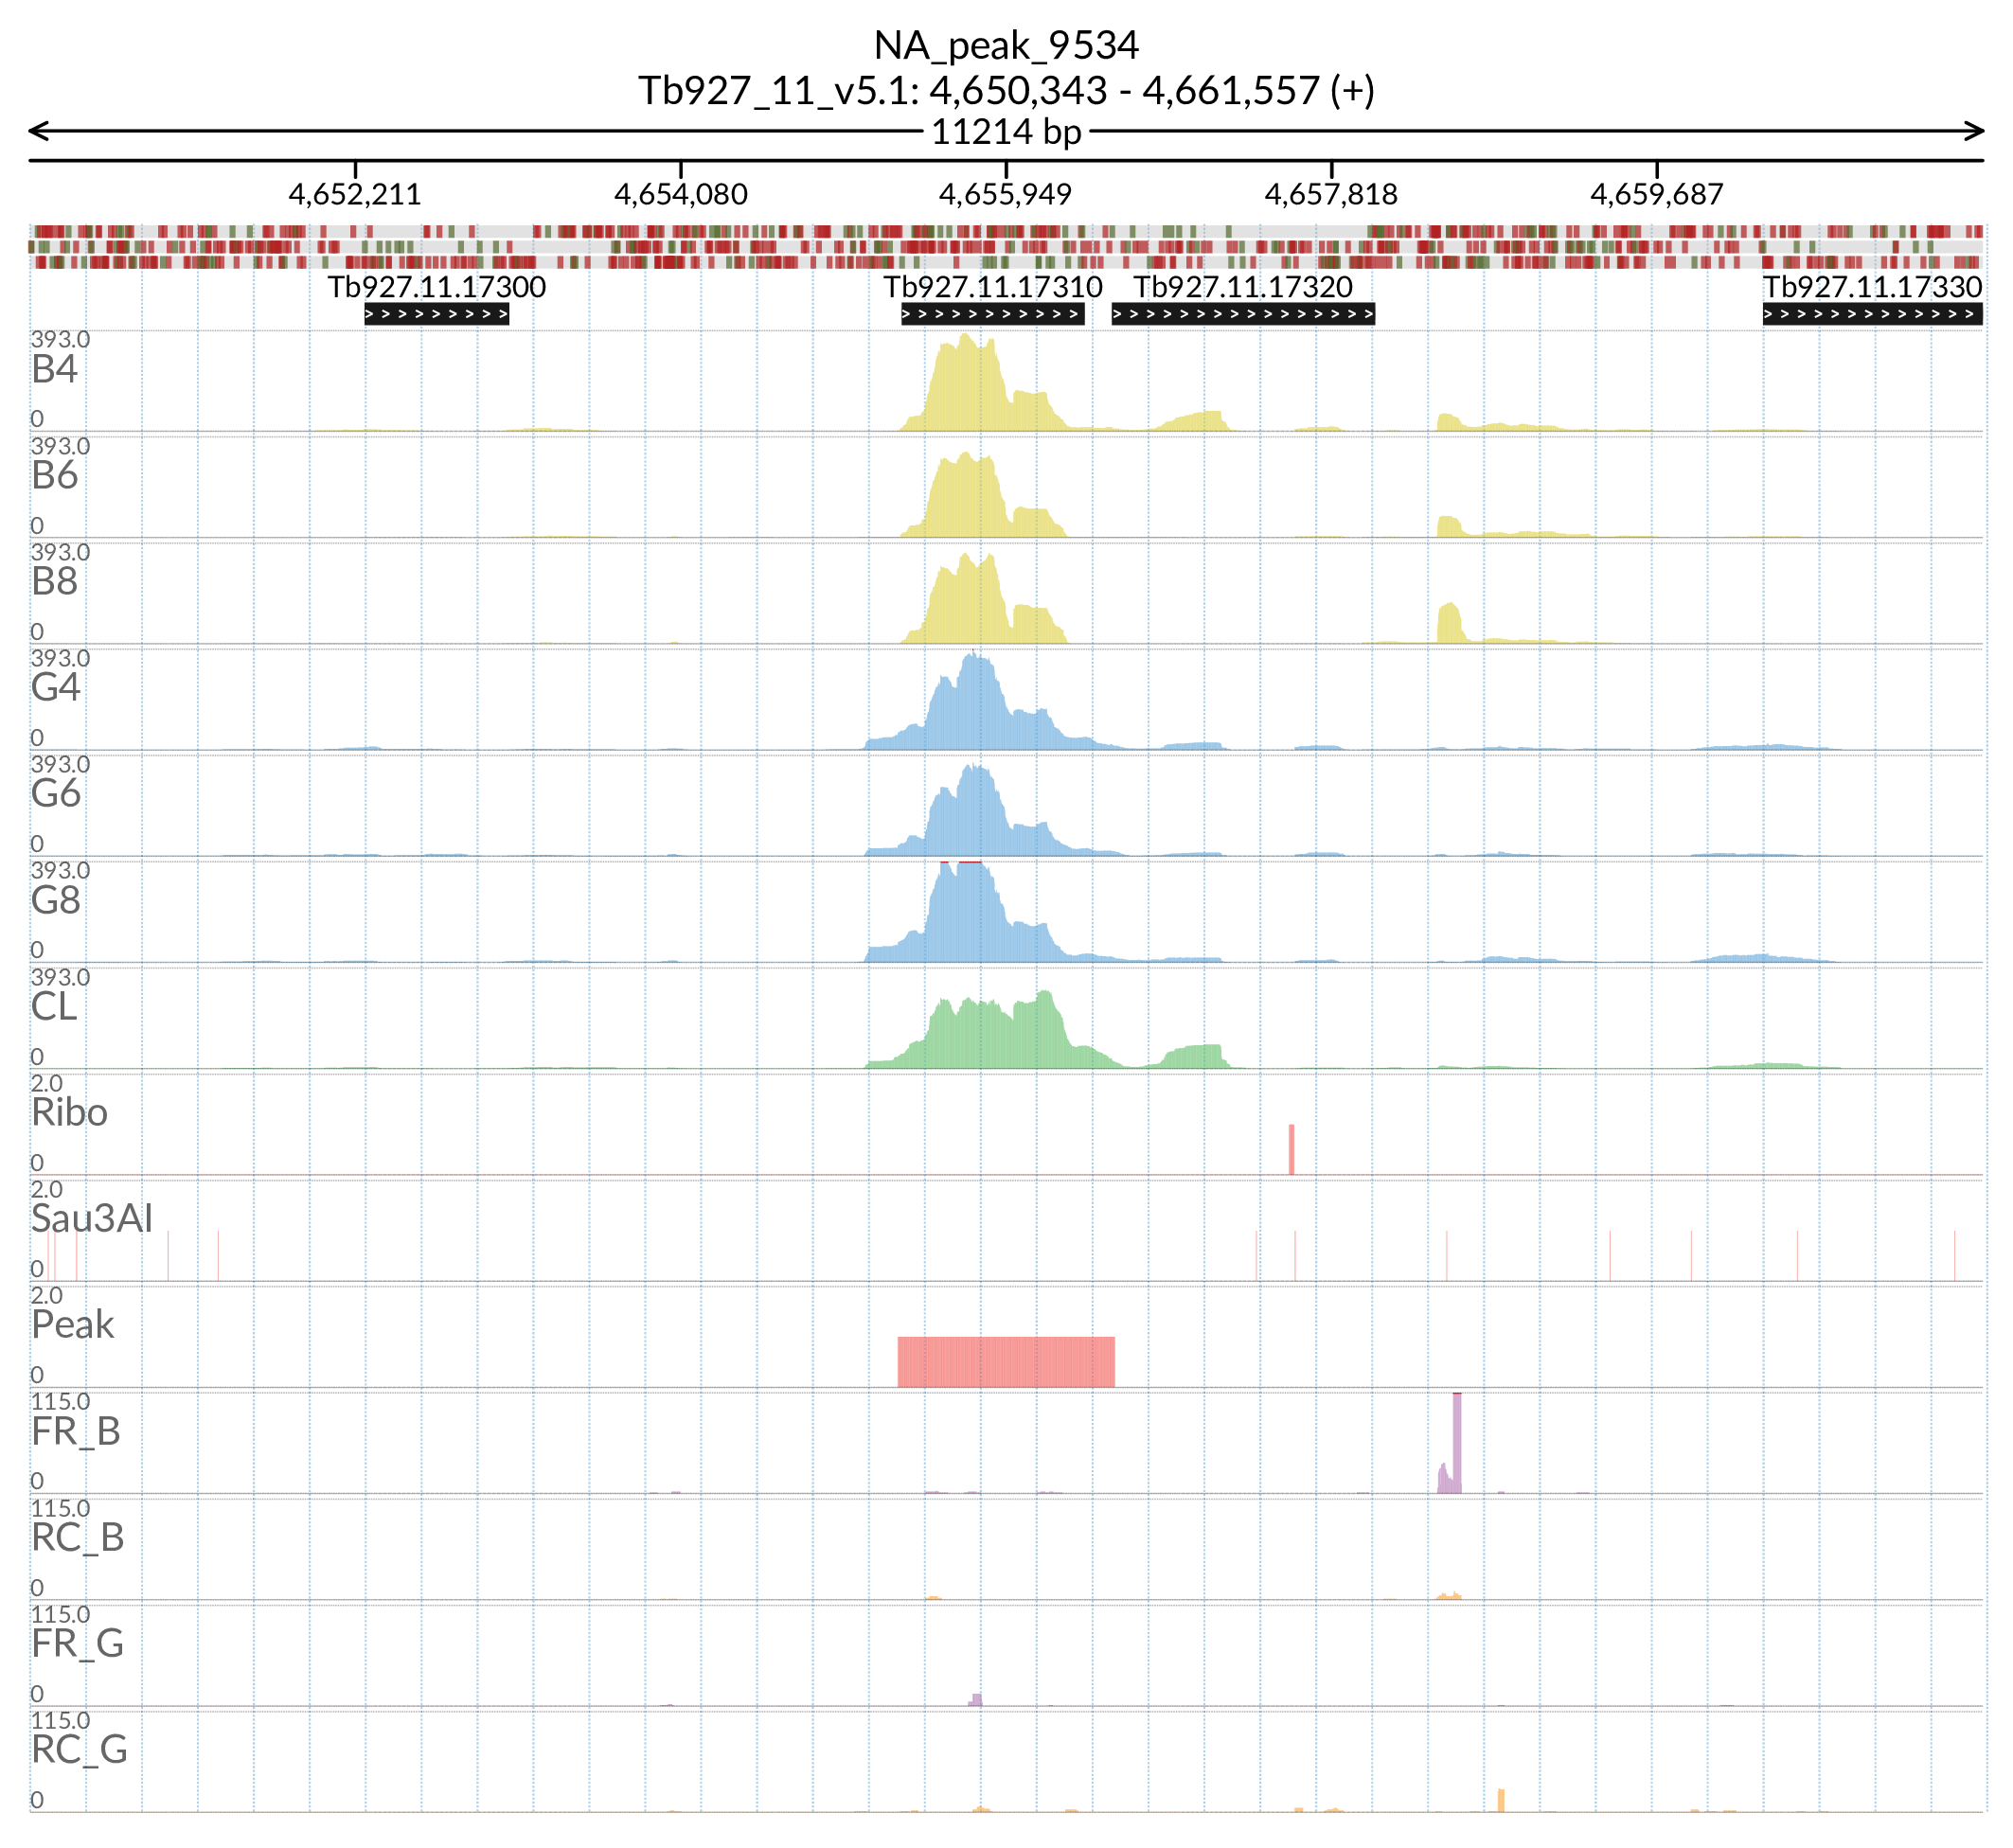 NA_peak_9534
Tb927_11_v5.1: 4,650,343 - 4,661,557 (+)
11214 bp
4,652,211 4,654,080 4,655,949 4,657,818 4,659,687
Tb927.11.17300 Tb927.11.17310 Tb927.11.17320 Tb927.11.17330
393.0
B4
0
393.0
B6
0
393.0
B8
0
393.0
G4
0
393.0
G6
0
393.0
G8
0
393.0
CL
0
2.0
Ribo
0
2.0
Sau3AI
0
2.0
Peak
0
115.0
FR_B
0
115.0
RC_B
0
115.0
FR_G
0
115.0
RC_G
0